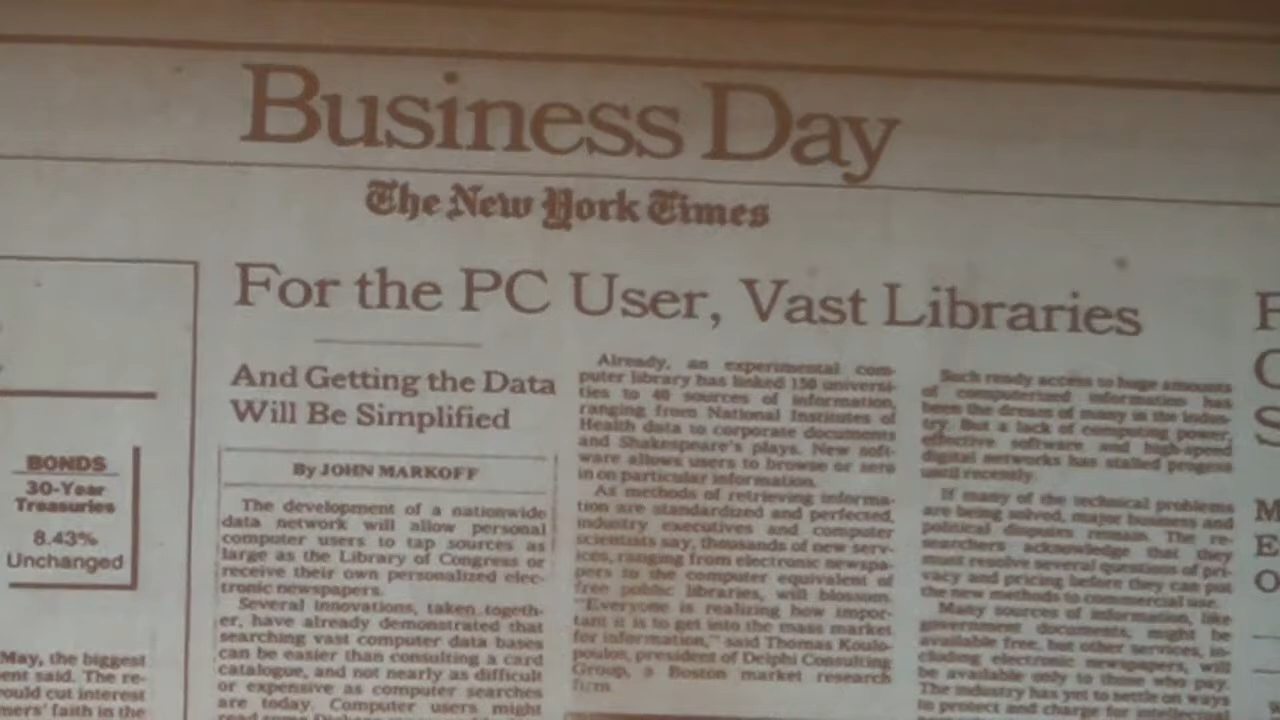 Business Day
The New York Times
For the PC User, Vast Libraries
And Getting the Data
Will Be Simplified
By JOHN MARKOFF
The development of a nationwide
data network will allow personal
computer users to tap sources as
large as the Library of Congress or
receive their own personalized elec-
tronic newspapers.
Several innovations, taken togeth-
er, have already demonstrated that
searching vast computer data bases
can be easier than consulting a card
catalogue, and not nearly as difficult
or expensive as computer searches
are today. Computer users might
Already, an experimental com-
puter library has linked 150 universi-
ties to 40 sources of information,
ranging from National Institutes of
Health data to corporate documents
and Shakespeare's plays. New soft-
ware allows users to browse or zero
in on particular information.
As methods of retrieving informa-
tion are standardized and perfected,
industry executives and computer
scientists say, thousands of new serv-
ices, ranging from electronic newspa-
pers to the computer equivalent of
free public libraries, will blossom.
"Everyone is realizing how impor-
tant it is to get into the mass market
for information," said Thomas Koulo-
poulos, president of Delphi Consulting
Group, a Boston market research
firm.
Such ready access to huge amounts
of computerized information has
been the dream of many in the indus-
try. But a lack of computing power,
effective software and high-speed
digital networks has stalled progess
until recently.
If many of the technical problems
are being solved, major business and
political disputes remain. The re-
searchers acknowledge that they
must resolve several questions of pri-
vacy and pricing before they can put
the new methods to commercial use.
Many sources of information, like
government documents, might be
available free, but other services, in-
cluding electronic newspapers, will
be available only to those who pay.
The industry has yet to settle on ways
to protect and charge for intellectual
BONDS
30-Year
Treasuries
8.43%
Unchanged
May, the biggest
ent said. The re-
ould cut interest
mers' faith in the
F
C
S
M
E
O